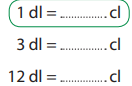 1 dl = ............... cl
3 dl = ............... cl
12 dl = ............... cl